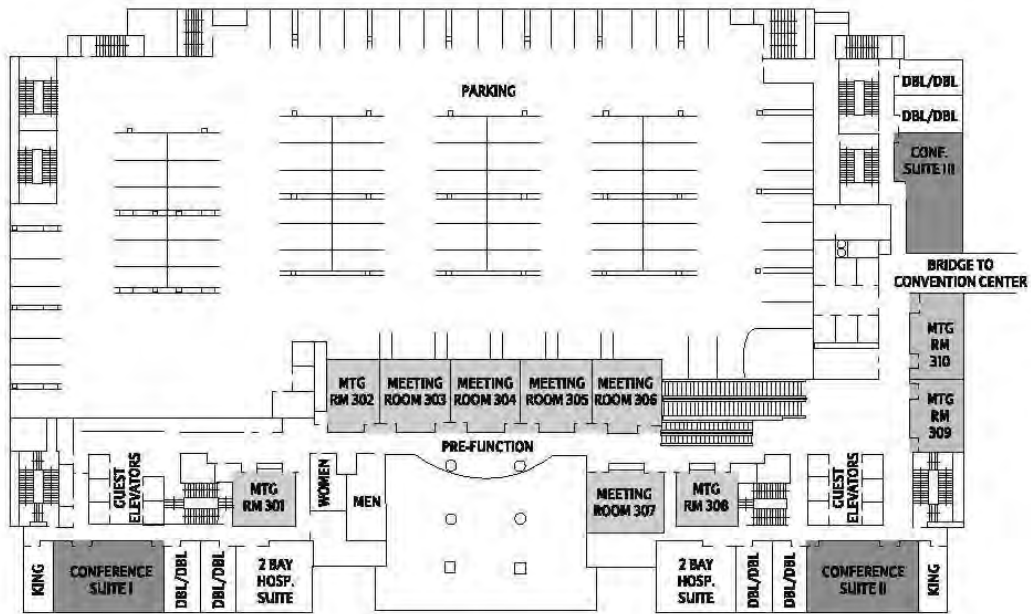 PARKING
DBL/DBL
DBL/DBL
CONF.
SUITE III
BRIDGE TO
CONVENTION CENTER
MTG
RM
310
MTG
RM
309
MTG
RM 302
MEETING
ROOM 303
MEETING
ROOM 304
MEETING
ROOM 305
MEETING
ROOM 306
PRE-FUNCTION
GUEST
ELEVATORS
MTG
RM 301
WOMEN
MEN
MEETING
ROOM 307
MTG
RM 308
GUEST
ELEVATORS
KING
CONFERENCE
SUITE I
DBL/DBL
DBL/DBL
2 BAY
HOSP.
SUITE
2 BAY
HOSP.
SUITE
DBL/DBL
DBL/DBL
CONFERENCE
SUITE II
KING